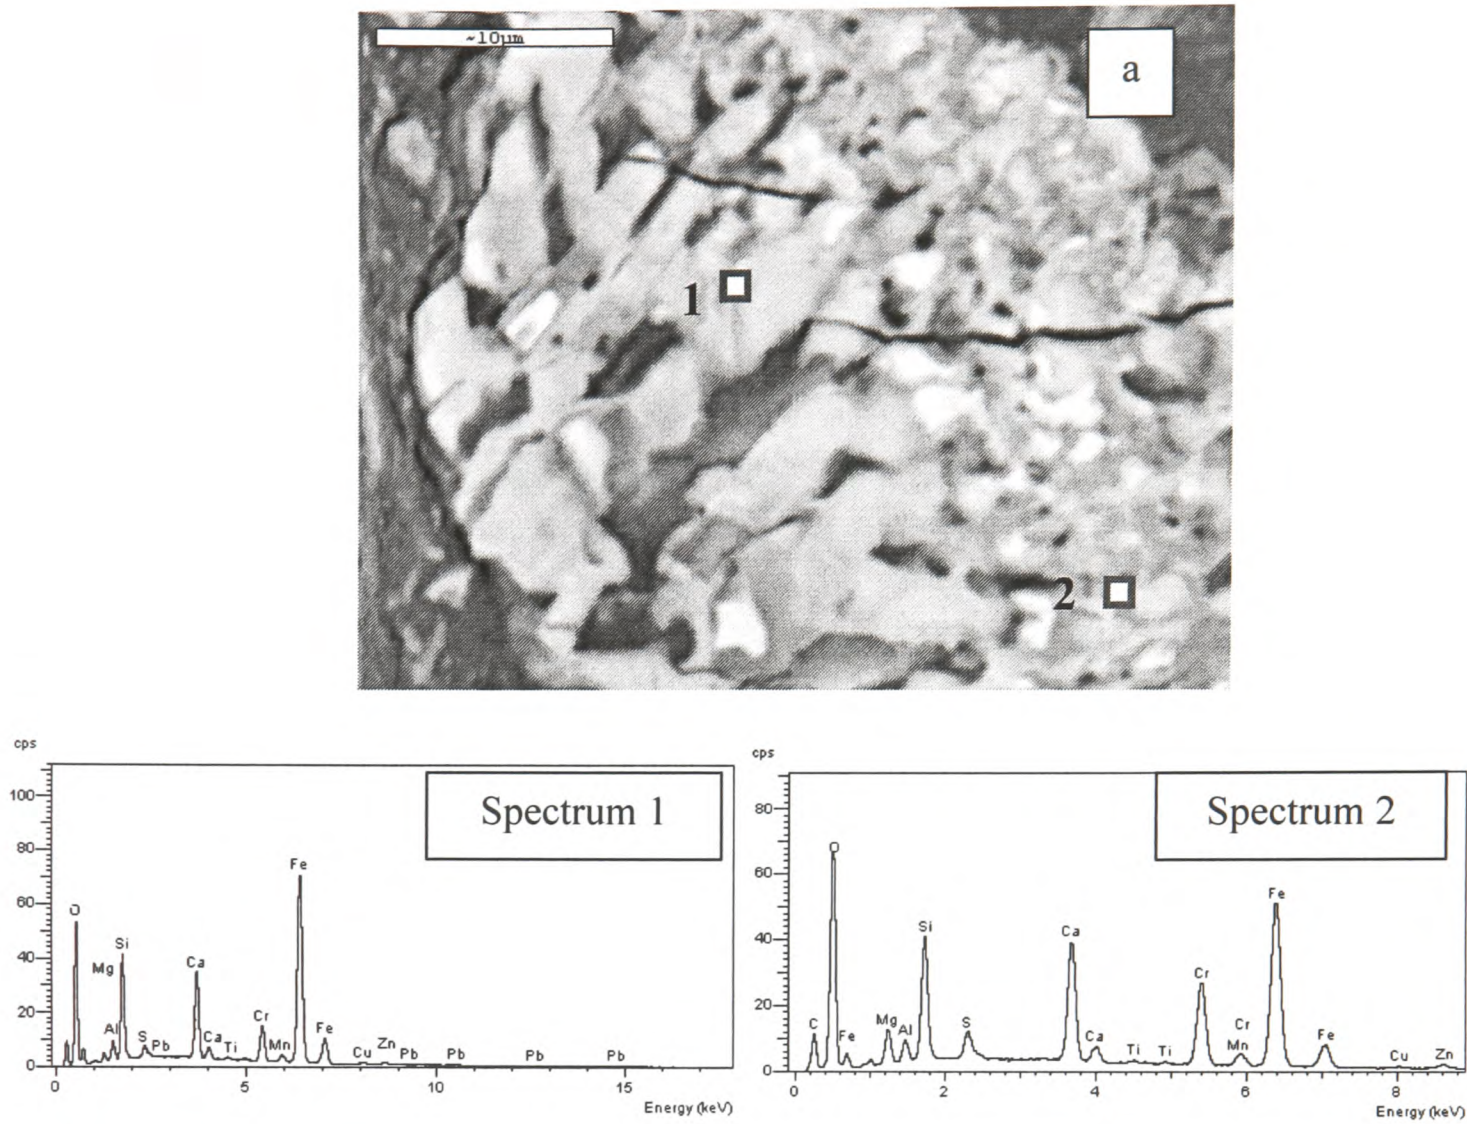 ~10µm
a
1
2
cps
Spectrum 1
100
80
60
40
20
0
O
Mg
Al
Si
S
Pb
Ca
Ca
Ti
Cr
Mn
Fe
Fe
Cu
Zn
Pb
Pb
Pb
Pb
0
5
10
15
Energy (keV)
cps
Spectrum 2
80
60
40
20
0
C
O
Fe
Mg
Al
Si
S
Ca
Ca
Ti
Ti
Cr
Cr
Mn
Fe
Fe
Cu
Zn
0
2
4
6
8
Energy (keV)